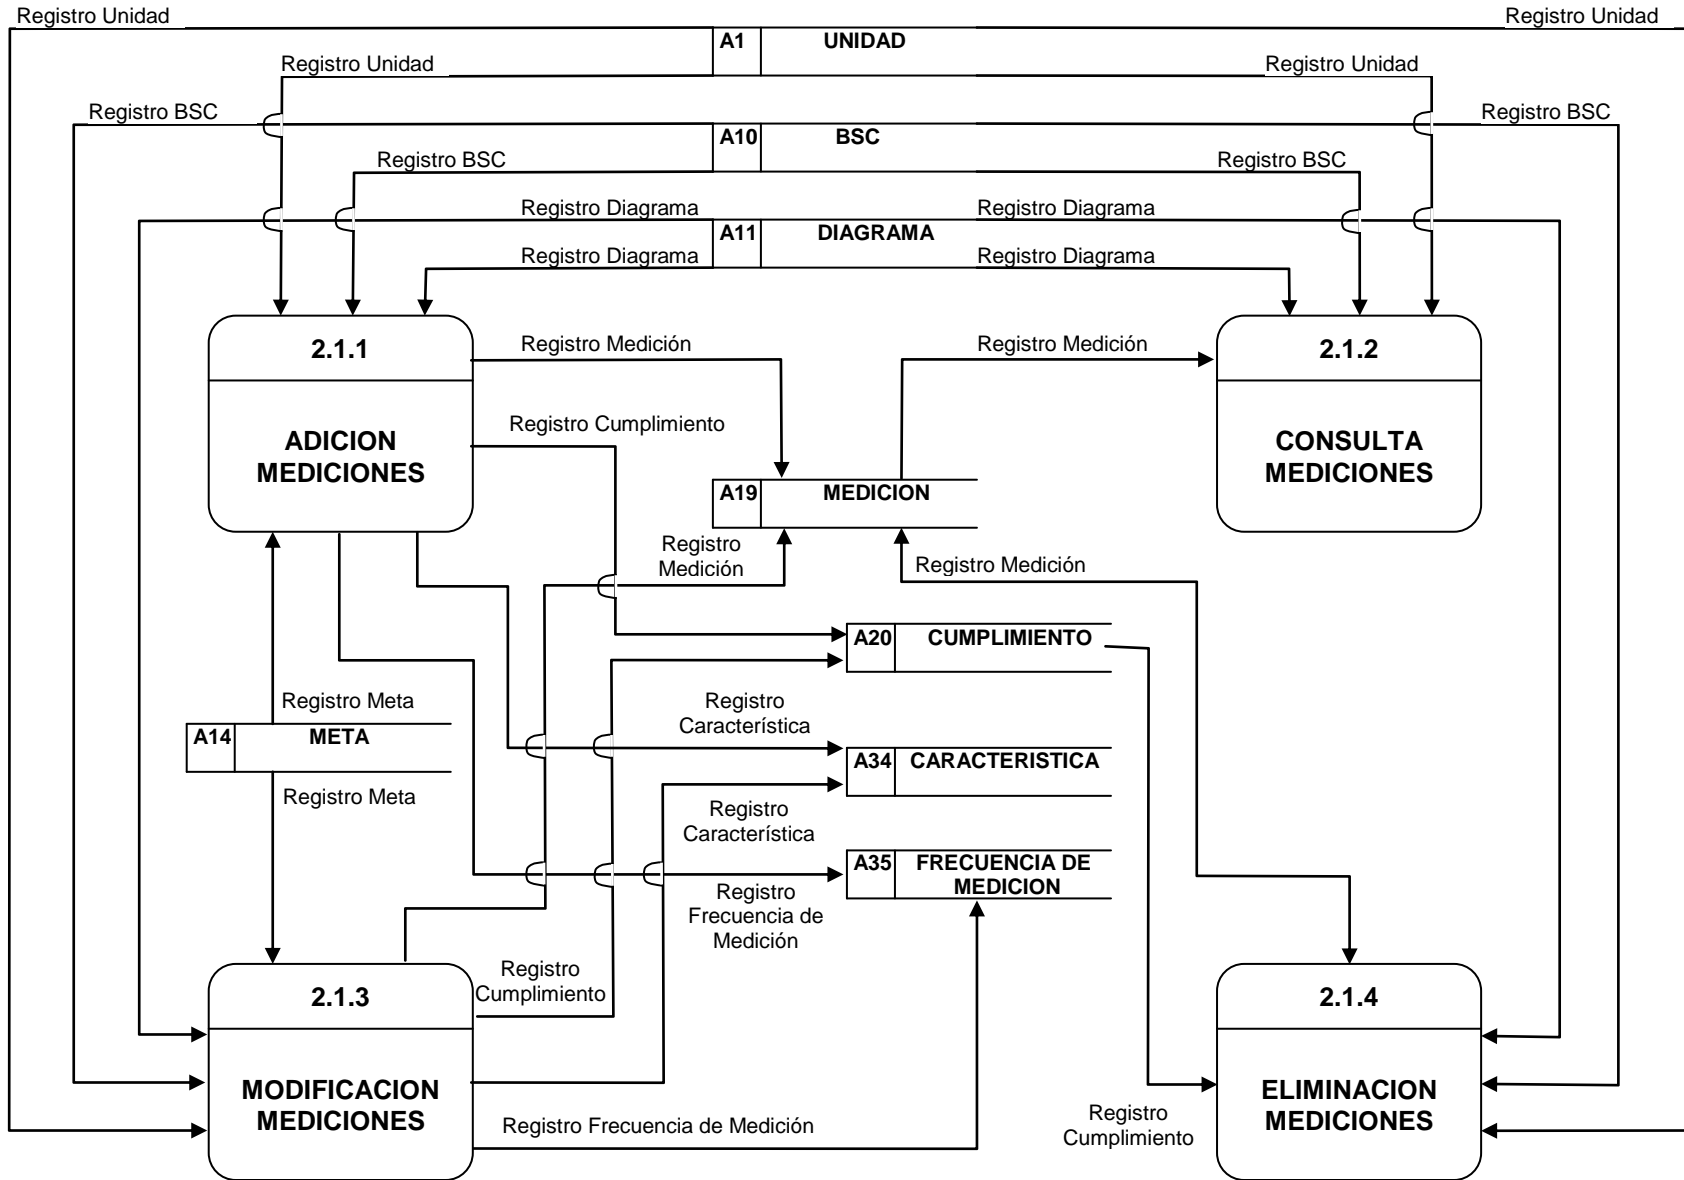 Registro Unidad
Registro Unidad
A1 UNIDAD
Registro Unidad
Registro Unidad
Registro BSC
Registro BSC
A10 BSC
Registro BSC
Registro BSC
Registro Diagrama
Registro Diagrama
A11 DIAGRAMA
Registro Diagrama
Registro Diagrama
2.1.1
ADICION
MEDICIONES
Registro Medición
Registro Medición
2.1.2
CONSULTA
MEDICIONES
Registro Cumplimiento
A19 MEDICION
Registro
Medición
Registro Medición
A20 CUMPLIMIENTO
Registro Meta
A14 META
Registro Meta
Registro
Característica
A34 CARACTERISTICA
Registro
Característica
A35 FRECUENCIA DE
MEDICION
Registro
Frecuencia de
Medición
2.1.3
MODIFICACION
MEDICIONES
Registro
Cumplimiento
Registro Frecuencia de Medición
2.1.4
ELIMINACION
MEDICIONES
Registro
Cumplimiento